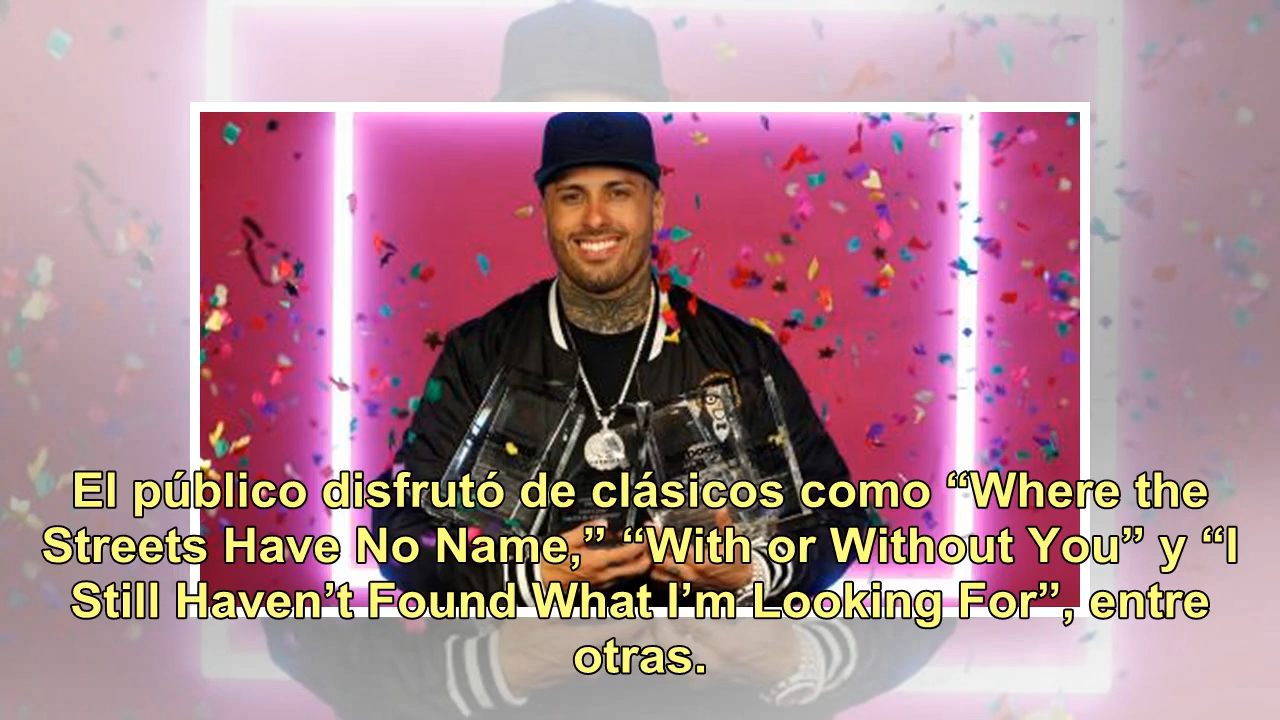 El público disfrutó de clásicos como “Where the
Streets Have No Name,” “With or Without You” y “I
Still Haven’t Found What I’m Looking For”, entre
otras.